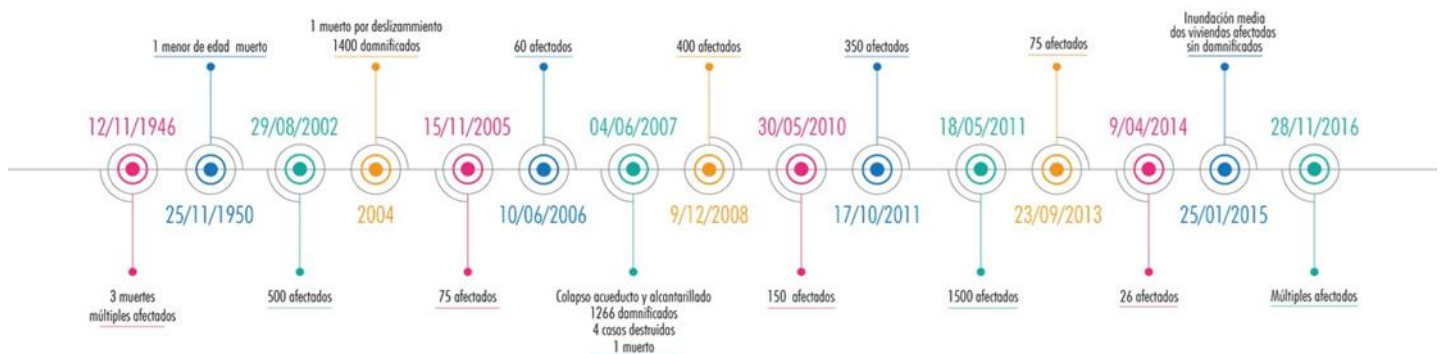 12/11/1946
3 muertes
múltiples afectados
1 menor de edad muerto
25/11/1950
29/08/2002
500 afectados
1 muerto por deslizammiento
1400 damnificados
2004
15/11/2005
75 afectados
60 afectados
10/06/2006
04/06/2007
Colapso acueducto y alcantarillado
1266 damnificados
4 casas destruidas
1 muerto
400 afectados
9/12/2008
30/05/2010
150 afectados
350 afectados
17/10/2011
18/05/2011
1500 afectados
75 afectados
23/09/2013
9/04/2014
26 afectados
Inundación media
dos viviendas afectadas
sin damnificados
25/01/2015
28/11/2016
Múltiples afectados